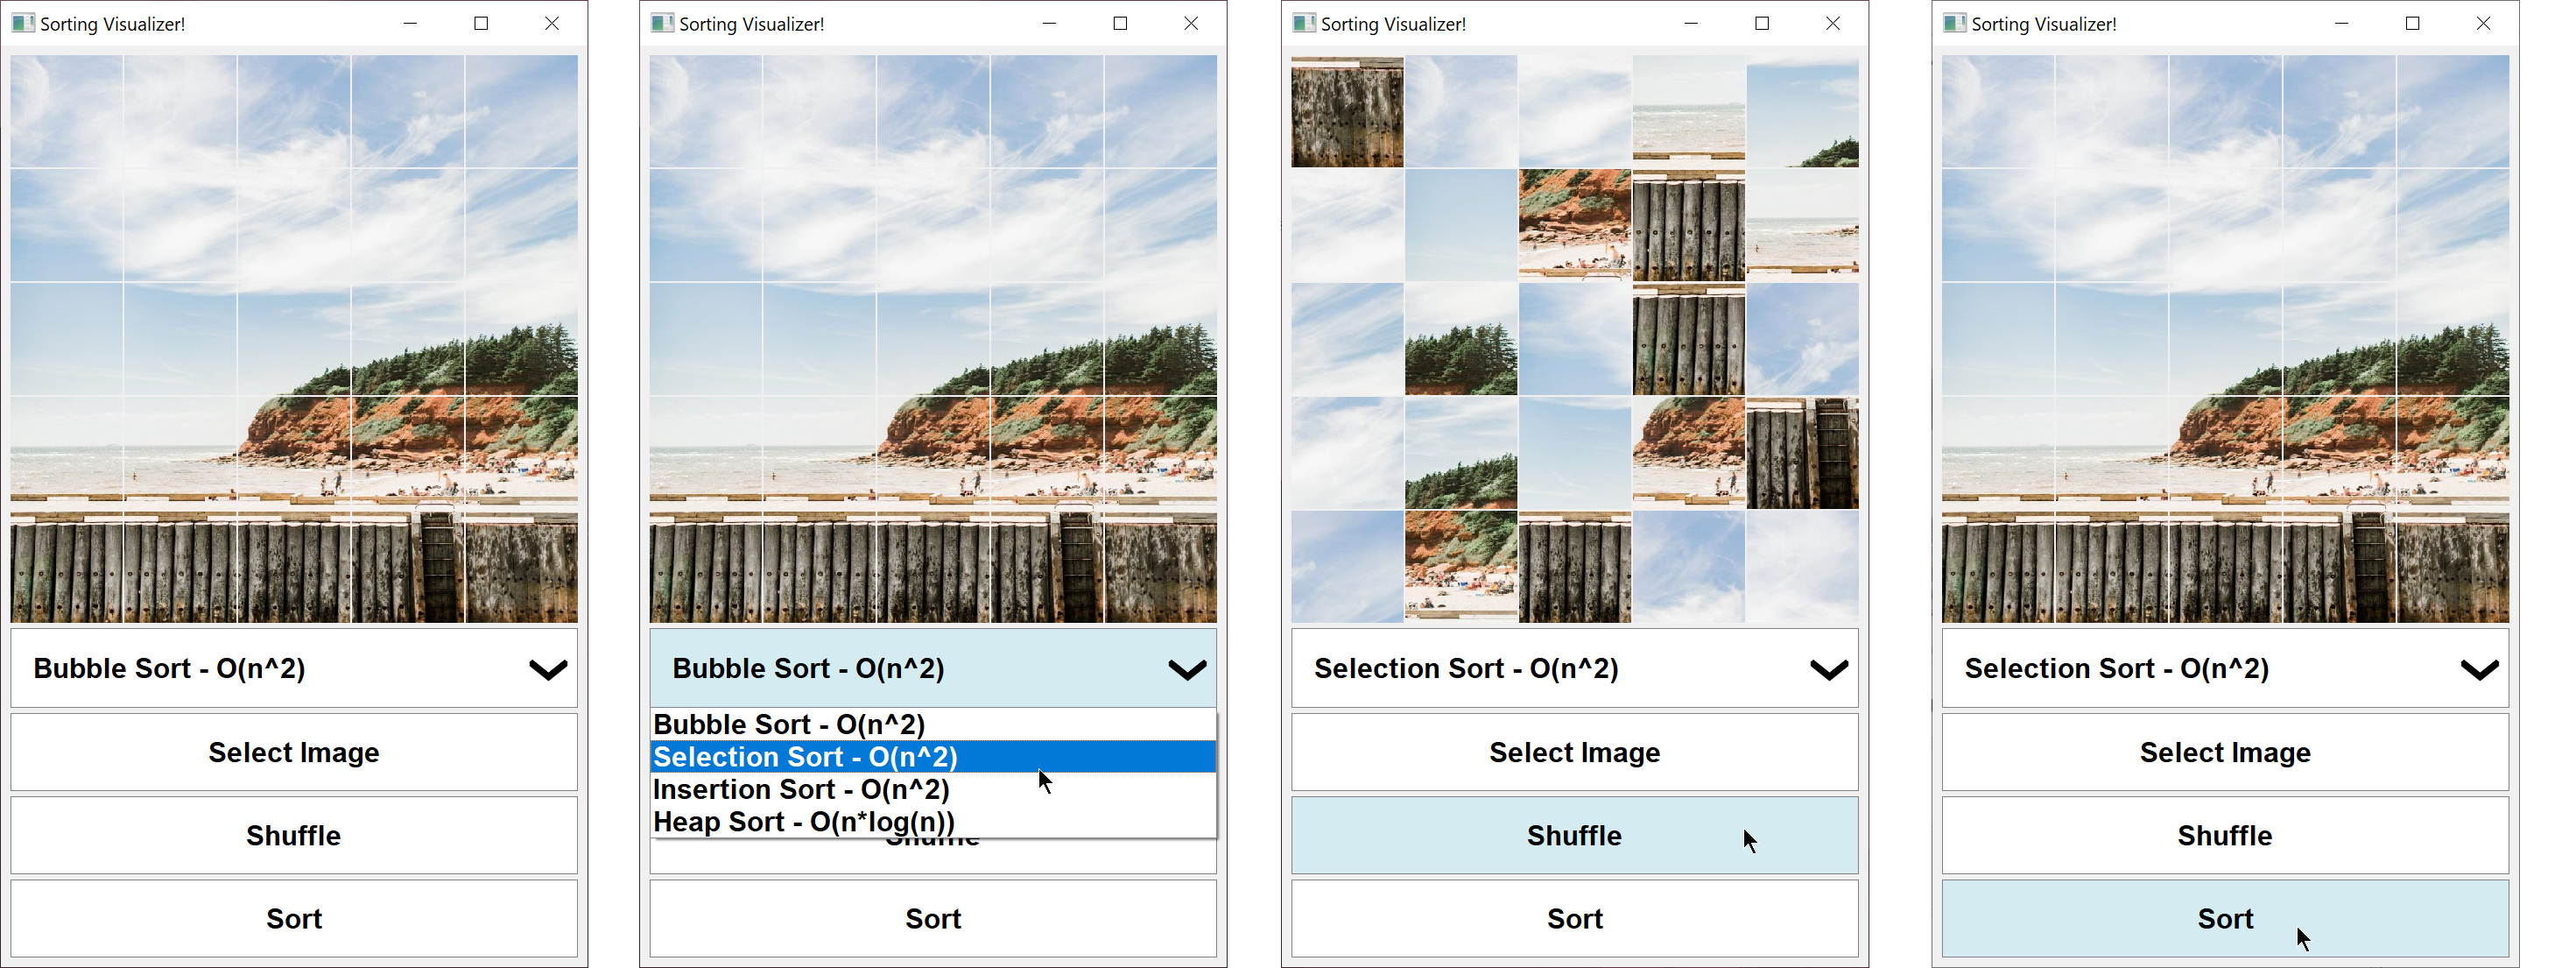 Sorting Visualizer!
Bubble Sort - O(n^2)
Select Image
Shuffle
Sort
Sorting Visualizer!
Bubble Sort - O(n^2)
Bubble Sort - O(n^2)
Selection Sort - O(n^2)
Insertion Sort - O(n^2)
Heap Sort - O(n*log(n))
Shuffle
Sort
Sorting Visualizer!
Selection Sort - O(n^2)
Select Image
Shuffle
Sort
Sorting Visualizer!
Selection Sort - O(n^2)
Select Image
Shuffle
Sort